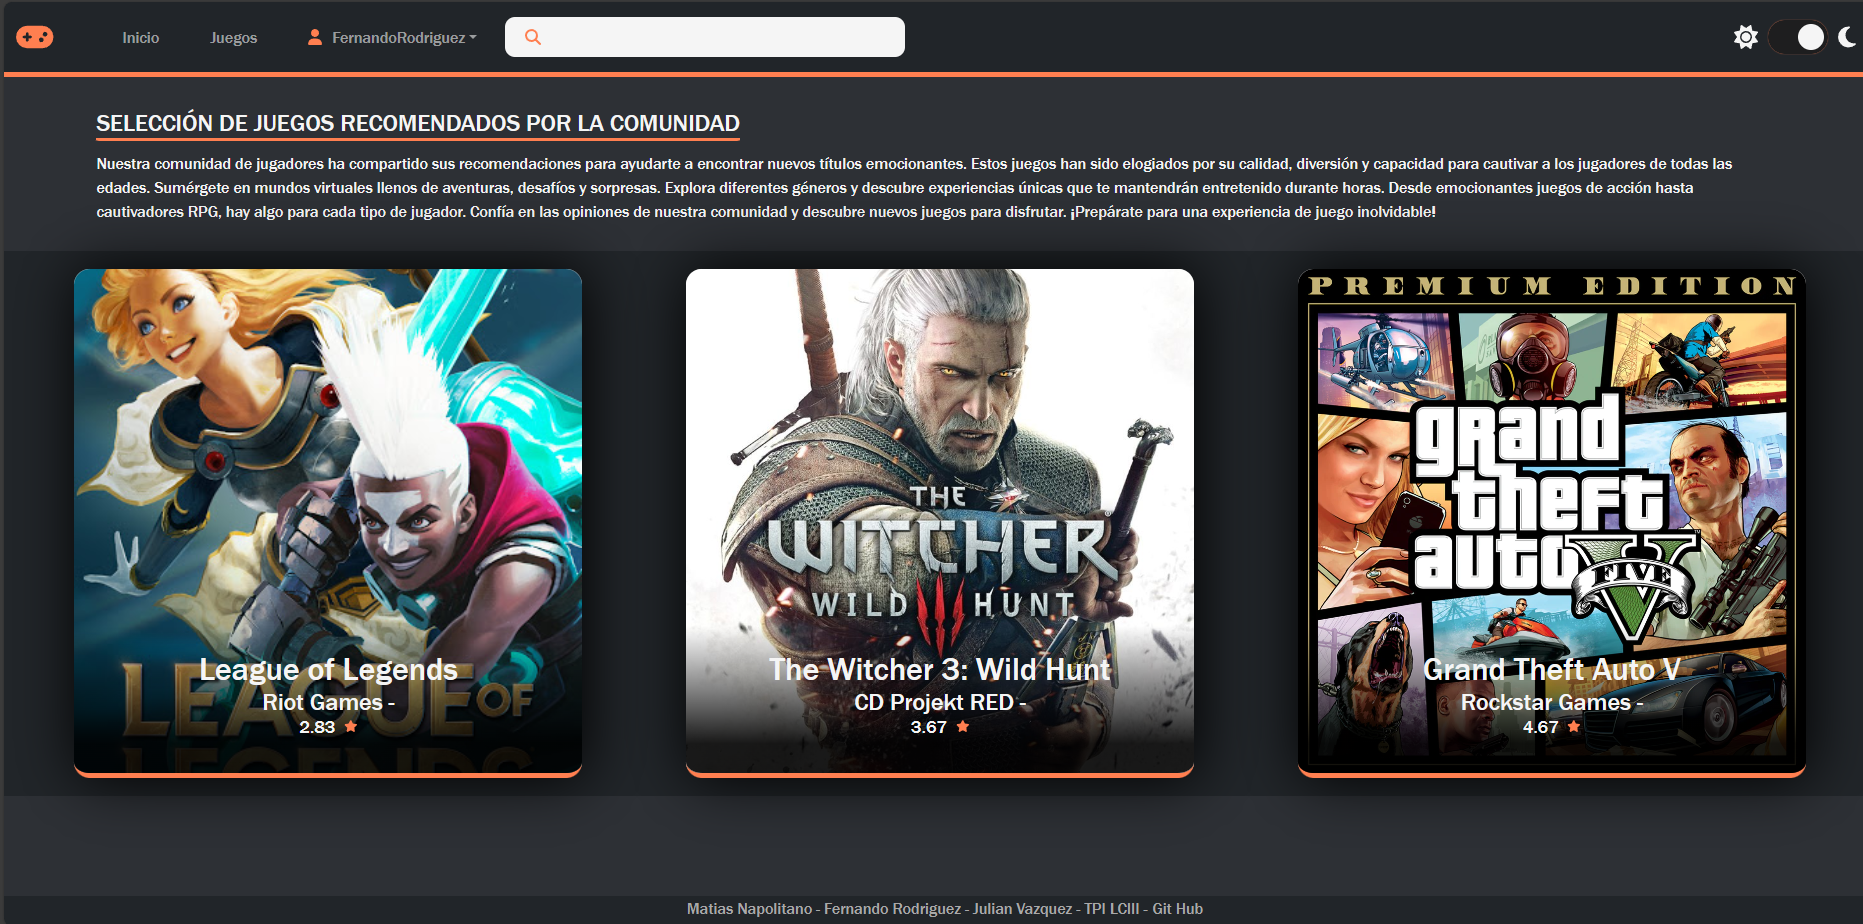 Inicio
Juegos
FernandoRodriguez
SELECCIÓN DE JUEGOS RECOMENDADOS POR LA COMUNIDAD
Nuestra comunidad de jugadores ha compartido sus recomendaciones para ayudarte a encontrar nuevos títulos emocionantes. Estos juegos han sido elogiados por su calidad, diversión y capacidad para cautivar a los jugadores de todas las
edades. Sumérgete en mundos virtuales llenos de aventuras, desafíos y sorpresas. Explora diferentes géneros y descubre experiencias únicas que te mantendrán entretenido durante horas. Desde emocionantes juegos de acción hasta
cautivadores RPG, hay algo para cada tipo de jugador. Confía en las opiniones de nuestra comunidad y descubre nuevos juegos para disfrutar. ¡Prepárate para una experiencia de juego inolvidable!
LEAGUE OF
LEGENDS
League of Legends
Riot Games -
2.83
THE
WITCHER
WILD III HUNT
The Witcher 3: Wild Hunt
CD Projekt RED -
3.67
PREMIUM EDITION
grand
theft
auto V
FIVE
Grand Theft Auto V
Rockstar Games -
4.67
Matias Napolitano - Fernando Rodriguez - Julian Vazquez - TPI LCIII - Git Hub